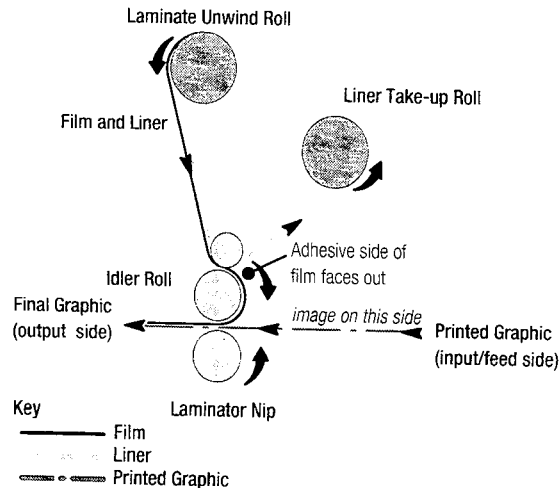 Laminate Unwind Roll
Liner Take-up Roll
Film and Liner
Adhesive side of
film faces out
Idler Roll
Final Graphic
(output side)
image on this side
Printed Graphic
(input/feed side)
Laminator Nip
Key
Film
Liner
Printed Graphic